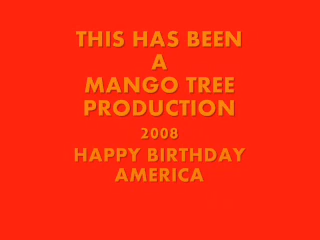 THIS HAS BEEN
A
MANGO TREE
PRODUCTION
2008
HAPPY BIRTHDAY
AMERICA